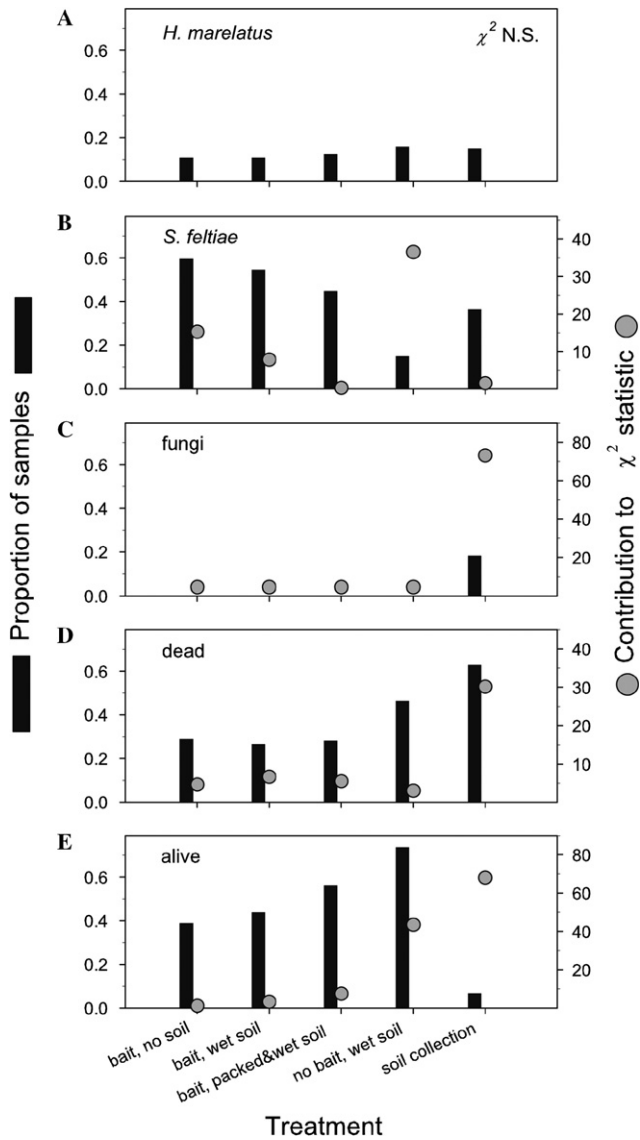 A
H. marelatus
χ² N.S.
0.6
0.4
0.2
0.0
B
S. feltiae
0.6
0.4
0.2
0.0
40
30
20
10
C
fungi
0.6
0.4
0.2
0.0
80
60
40
20
D
dead
0.6
0.4
0.2
0.0
40
30
20
10
E
alive
0.6
0.4
0.2
0.0
80
60
40
20
bait, no soil
bait, wet soil
bait, packed&wet soil
no bait, wet soil
soil collection
Treatment
Proportion of samples
Contribution to χ² statistic